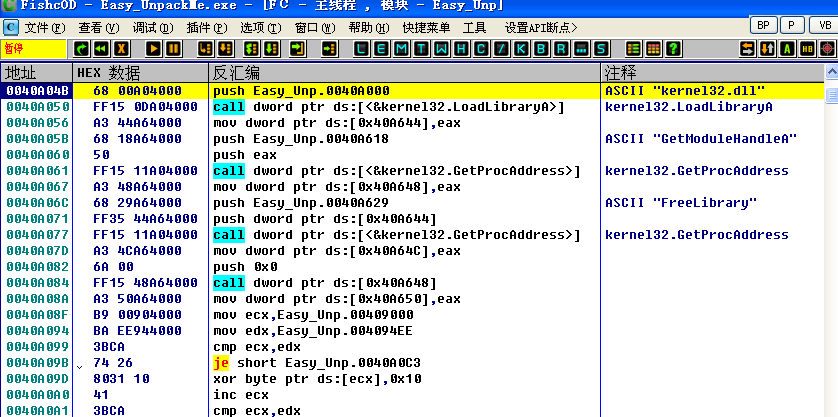 FishcOD - Easy_UnpackMe.exe - [FC - 主线程 , 模块 - Easy_Unp]
C 文件(F) 查看(V) 调试(D) 插件(P) 选项(T) 窗口(W) 帮助(H) 快捷菜单 工具 设置API断点> BP P VB
暂停 L E M T W H C / K B R ... S A HB
地址 HEX 数据 反汇编 注释
0040A04B 68 00A04000 push Easy_Unp.0040A000 ASCII "kernel32.dll"
0040A050 FF15 0DA04000 call dword ptr ds:[<&kernel32.LoadLibraryA>] kernel32.LoadLibraryA
0040A056 A3 44A64000 mov dword ptr ds:[0x40A644],eax
0040A05B 68 18A64000 push Easy_Unp.0040A618 ASCII "GetModuleHandleA"
0040A060 50 push eax
0040A061 FF15 11A04000 call dword ptr ds:[<&kernel32.GetProcAddress>] kernel32.GetProcAddress
0040A067 A3 48A64000 mov dword ptr ds:[0x40A648],eax
0040A06C 68 29A64000 push Easy_Unp.0040A629 ASCII "FreeLibrary"
0040A071 FF35 44A64000 push dword ptr ds:[0x40A644]
0040A077 FF15 11A04000 call dword ptr ds:[<&kernel32.GetProcAddress>] kernel32.GetProcAddress
0040A07D A3 4CA64000 mov dword ptr ds:[0x40A64C],eax
0040A082 6A 00 push 0x0
0040A084 FF15 48A64000 call dword ptr ds:[0x40A648]
0040A08A A3 50A64000 mov dword ptr ds:[0x40A650],eax
0040A08F B9 00904000 mov ecx,Easy_Unp.00409000
0040A094 BA EE944000 mov edx,Easy_Unp.004094EE
0040A099 3BCA cmp ecx,edx
0040A09B 74 26 je short Easy_Unp.0040A0C3
0040A09D 8031 10 xor byte ptr ds:[ecx],0x10
0040A0A0 41 inc ecx
0040A0A1 3BCA cmp ecx,edx